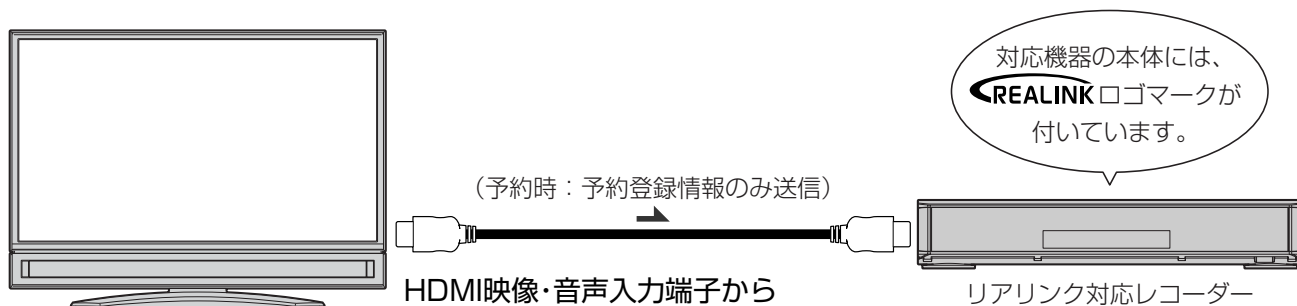 対応機器の本体には、
REALINKロゴマークが
付いています。
(予約時：予約登録情報のみ送信)
HDMI映像･音声入力端子から
リアリンク対応レコーダー